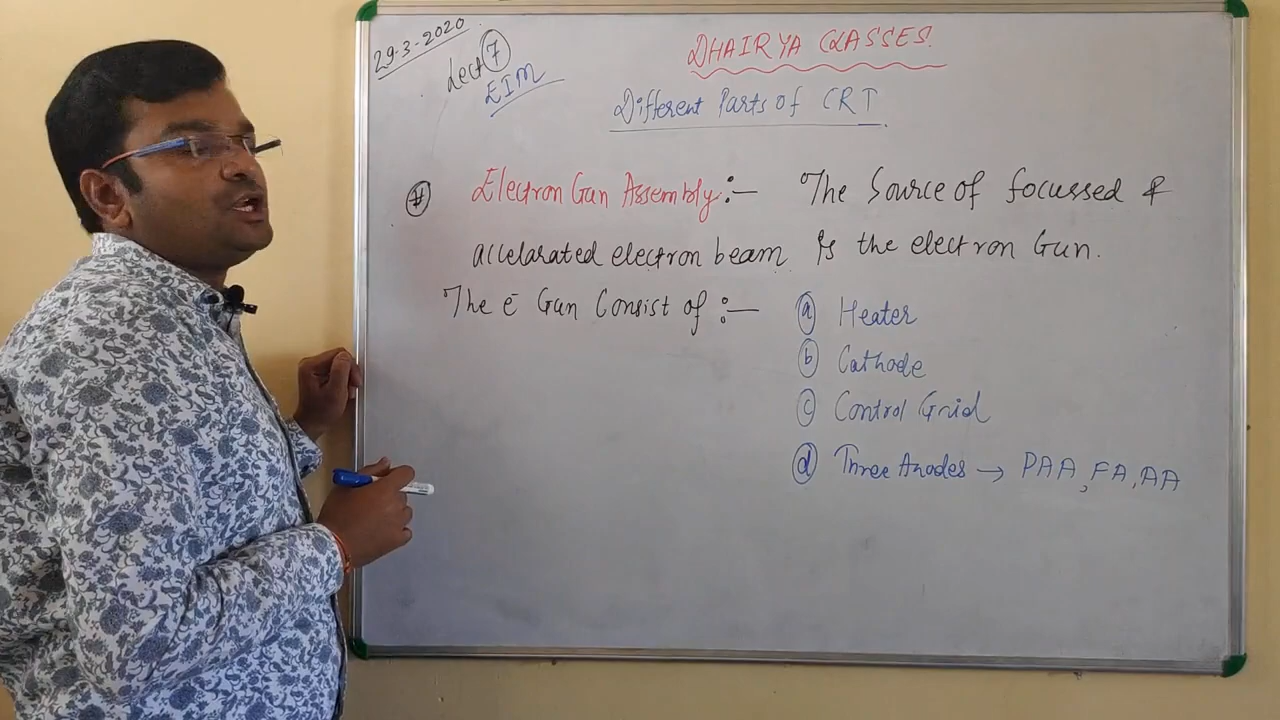 29-3-2020
Lect 7
EIM
DHAIRYA CLASSES.
Different Parts of CRT
# Electron Gun Assembly :— The Source of focussed &
accelarated electron beam is the electron Gun.
The e⁻ Gun Consist of :— (a) Heater
(b) Cathode
(c) Control Grid
(d) Three Anodes → PAA, FA, AA